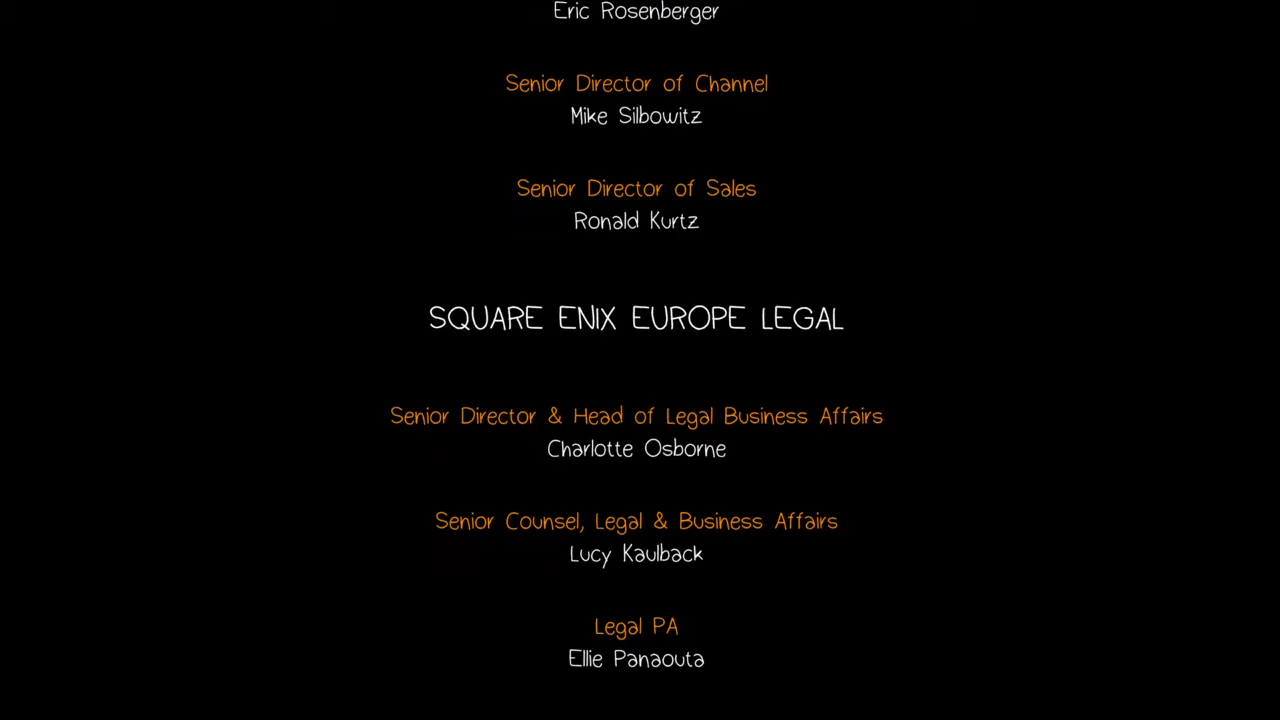 Eric Rosenberger
Senior Director of Channel
Mike Silbowitz
Senior Director of Sales
Ronald Kurtz
SQUARE ENIX EUROPE LEGAL
Senior Director & Head of Legal Business Affairs
Charlotte Osborne
Senior Counsel, Legal & Business Affairs
Lucy Kaulback
Legal PA
Ellie Panaouta